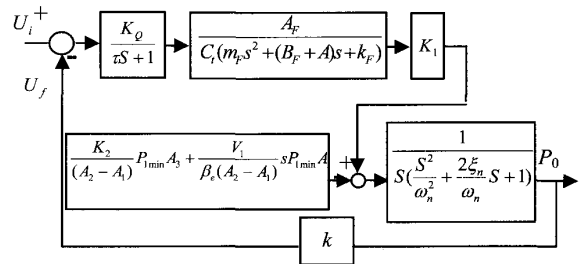 U_i +
-
U_f
K_Q / (τS + 1)
A_F / (C_t(m_F s^2 + (B_F + A)s + k_F))
K_1
K_2 / (A_2 − A_1) P_1min A_3 + V_1 / (β_e(A_2 − A_1)) sP_1min A
+
1 / (S(S^2 / ω_n^2 + 2ξ_n / ω_n S + 1))
P_0
k